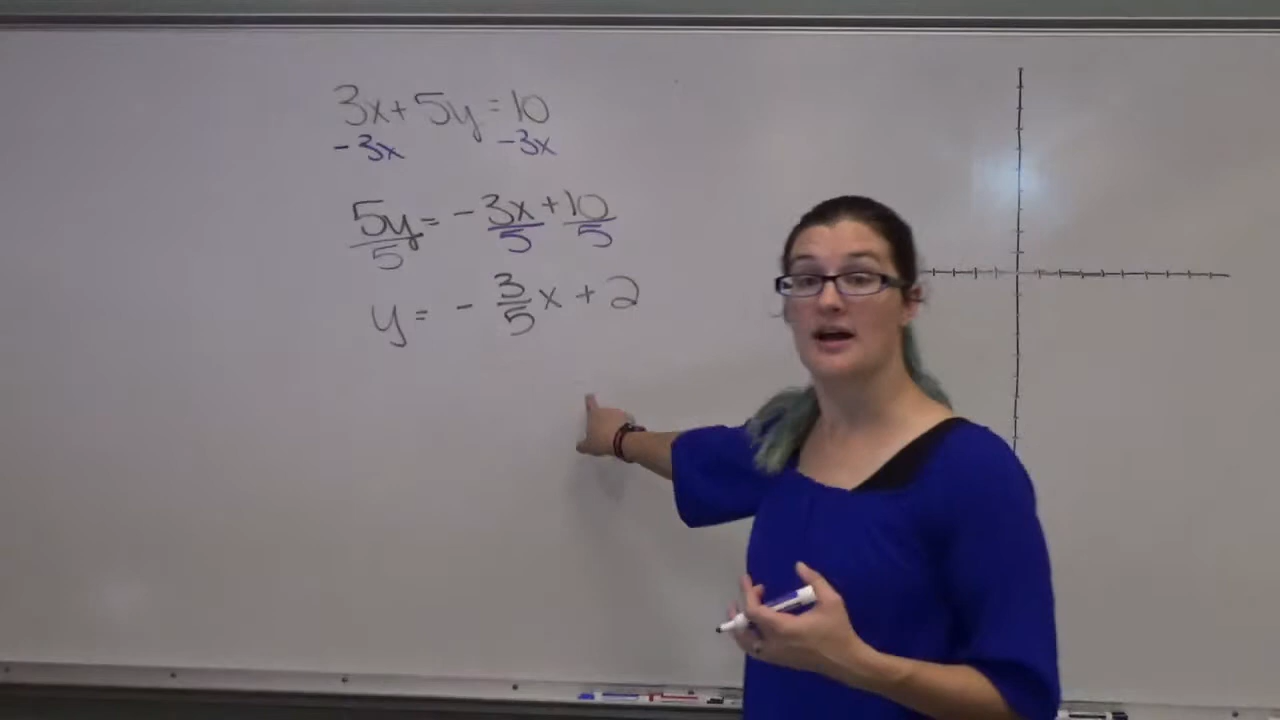 3x + 5y = 10
-3x -3x
5y/5 = - 3x/5 + 10/5
y = - 3/5 x + 2